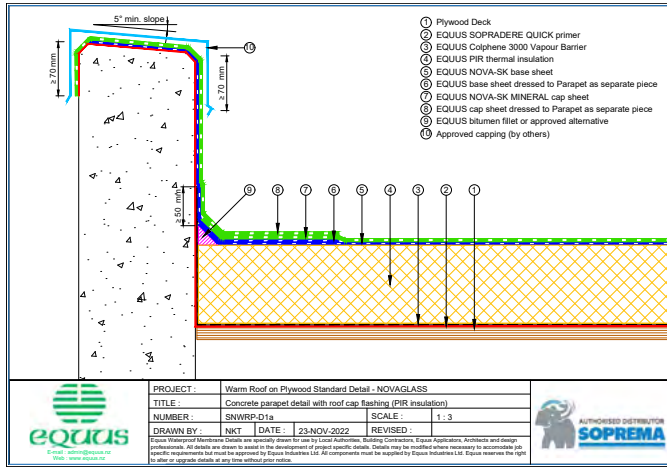 5° min. slope
① Plywood Deck
② EQUUS SOPRADERE QUICK primer
③ EQUUS Colphene 3000 Vapour Barrier
④ EQUUS PIR thermal insulation
⑤ EQUUS NOVA-SK base sheet
⑥ EQUUS base sheet dressed to Parapet as separate piece
⑦ EQUUS NOVA-SK MINERAL cap sheet
⑧ EQUUS cap sheet dressed to Parapet as separate piece
⑨ EQUUS bitumen fillet or approved alternative
⑩ Approved capping (by others)
⑩
≥70mm
≥70mm
≥50 mm
⑨ ⑧ ⑦ ⑥ ⑤ ④ ③ ② ①
PROJECT : Warm Roof on Plywood Standard Detail - NOVAGLASS
TITLE : Concrete parapet detail with roof cap flashing (PIR insulation)
NUMBER : SNWRP-D1a SCALE : 1 : 3
DRAWN BY : NKT DATE : 23-NOV-2022 REVISED :
equus
E-mail : admin@equus.nz
Web : www.equus.nz
Equus Waterproof Membrane Details are specially drawn for use by Local Authorities, Building Contractors, Equus Applicators, Architects and design
professionals. All details are drawn to assist in the development of project specific details. Details may be modified where necessary to accommodate job
specific requirements but must be approved by Equus Industries Ltd. All components must be supplied by Equus Industries Ltd. Equus reserves the right
to alter or upgrade details at any time without prior notice.
AUTHORISED DISTRIBUTOR
SOPREMA